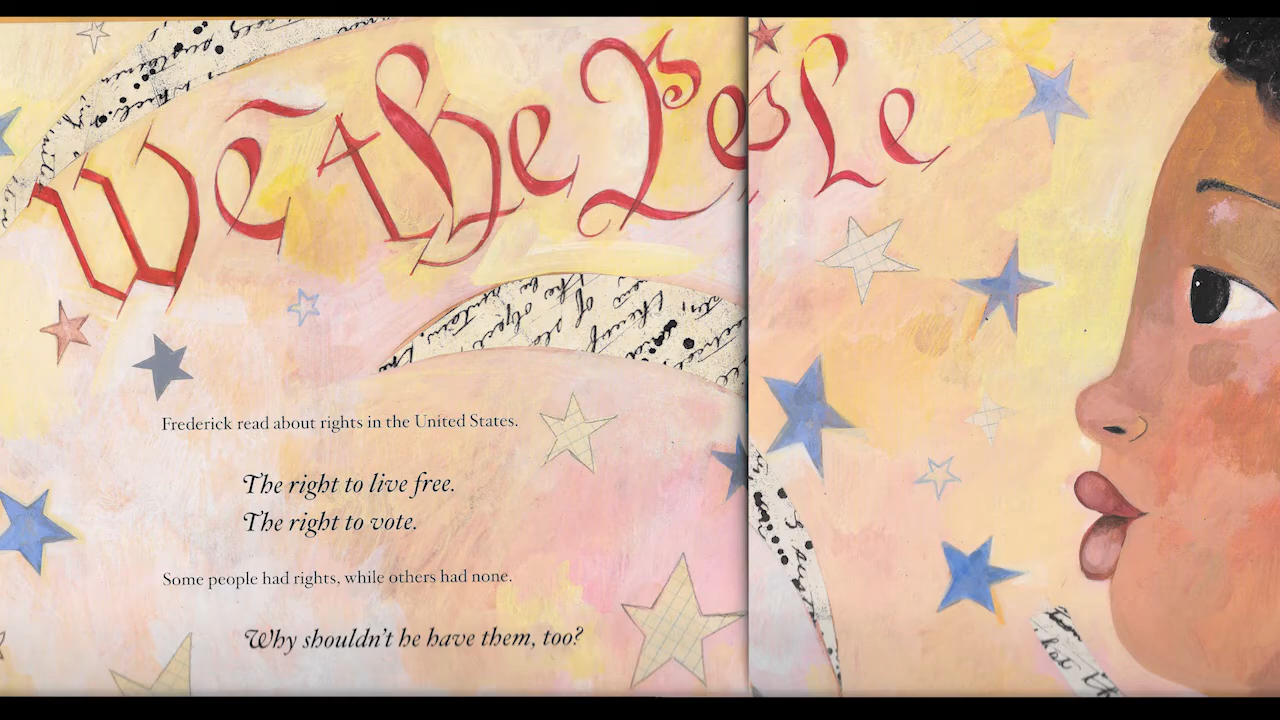 We the People
Frederick read about rights in the United States.
The right to live free.
The right to vote.
Some people had rights, while others had none.
Why shouldn't he have them, too?